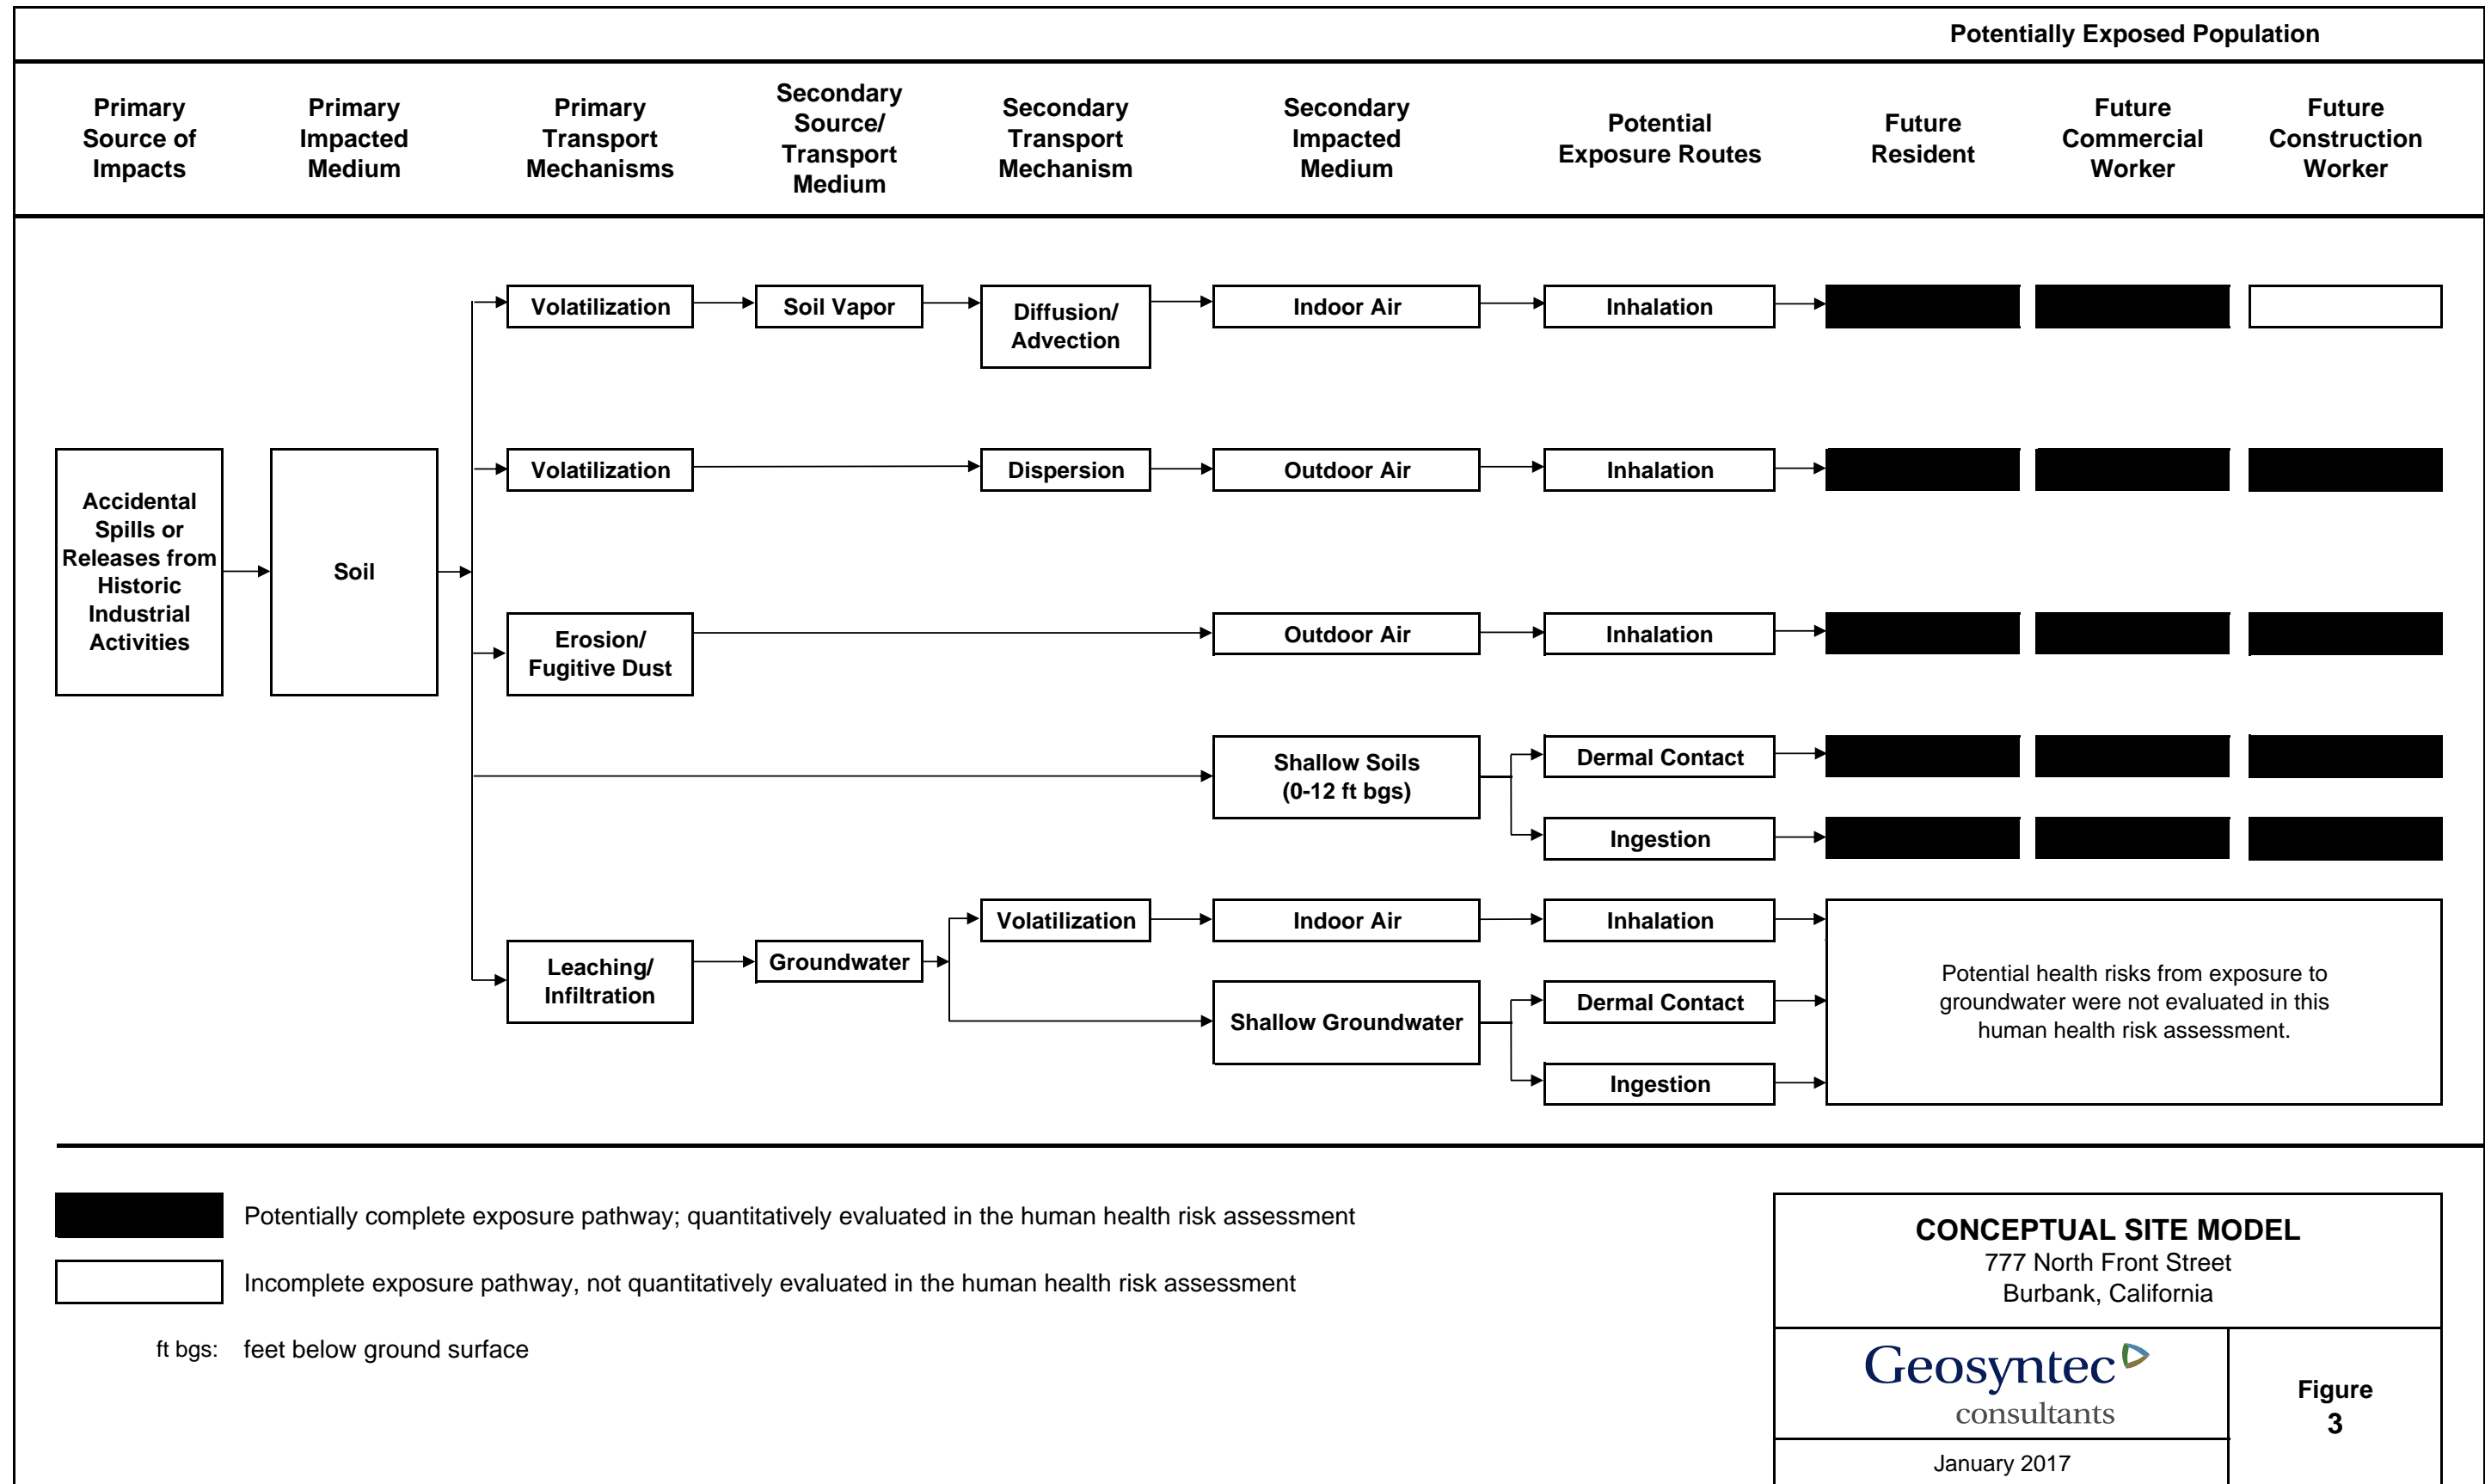 Potentially Exposed Population
Primary
Source of
Impacts
Primary
Impacted
Medium
Primary
Transport
Mechanisms
Secondary
Source/
Transport
Medium
Secondary
Transport
Mechanism
Secondary
Impacted
Medium
Potential
Exposure Routes
Future
Resident
Future
Commercial
Worker
Future
Construction
Worker
Accidental
Spills or
Releases from
Historic
Industrial
Activities
Soil
Volatilization
Soil Vapor
Diffusion/
Advection
Indoor Air
Inhalation
Volatilization
Dispersion
Outdoor Air
Inhalation
Erosion/
Fugitive Dust
Outdoor Air
Inhalation
Shallow Soils
(0-12 ft bgs)
Dermal Contact
Ingestion
Leaching/
Infiltration
Groundwater
Volatilization
Indoor Air
Inhalation
Shallow Groundwater
Dermal Contact
Ingestion
Potential health risks from exposure to
groundwater were not evaluated in this
human health risk assessment.
Potentially complete exposure pathway; quantitatively evaluated in the human health risk assessment
Incomplete exposure pathway, not quantitatively evaluated in the human health risk assessment
ft bgs: feet below ground surface
CONCEPTUAL SITE MODEL
777 North Front Street
Burbank, California
Geosyntec
consultants
January 2017
Figure
3